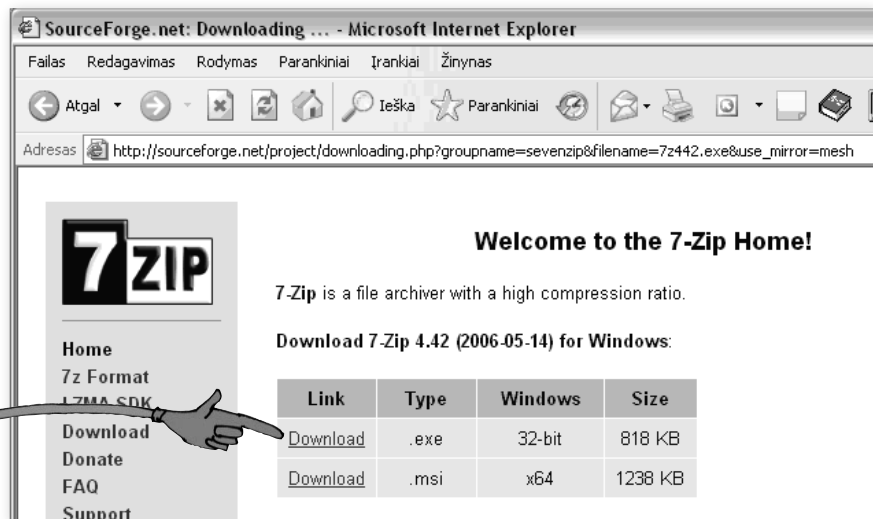 SourceForge.net: Downloading ... - Microsoft Internet Explorer
Failas Redagavimas Rodymas Parankiniai Įrankiai Žinynas
Atgal Ieška Parankiniai
Adresas http://sourceforge.net/project/downloading.php?groupname=sevenzip&filename=7z442.exe&use_mirror=mesh
7 ZIP
Home
7z Format
LZMA SDK
Download
Donate
FAQ
Support
Welcome to the 7-Zip Home!
7-Zip is a file archiver with a high compression ratio.
Download 7-Zip 4.42 (2006-05-14) for Windows:
Link Type Windows Size
Download .exe 32-bit 818 KB
Download .msi x64 1238 KB